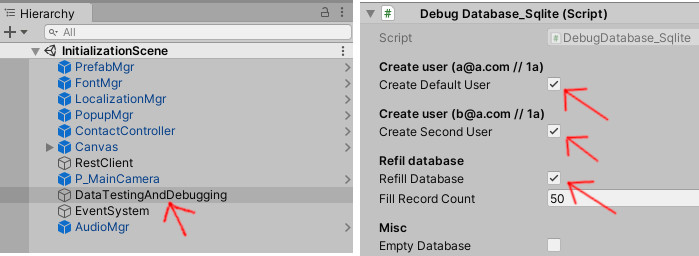 Hierarchy
All
InitializationScene
PrefabMgr
FontMgr
LocalizationMgr
PopupMgr
ContactController
Canvas
RestClient
P_MainCamera
DataTestingAndDebugging
EventSystem
AudioMgr
# Debug Database_Sqlite (Script)
Script # DebugDatabase_Sqlite
Create user (a@a.com // 1a)
Create Default User
Create user (b@a.com // 1a)
Create Second User
Refil database
Refill Database
Fill Record Count 50
Misc
Empty Database